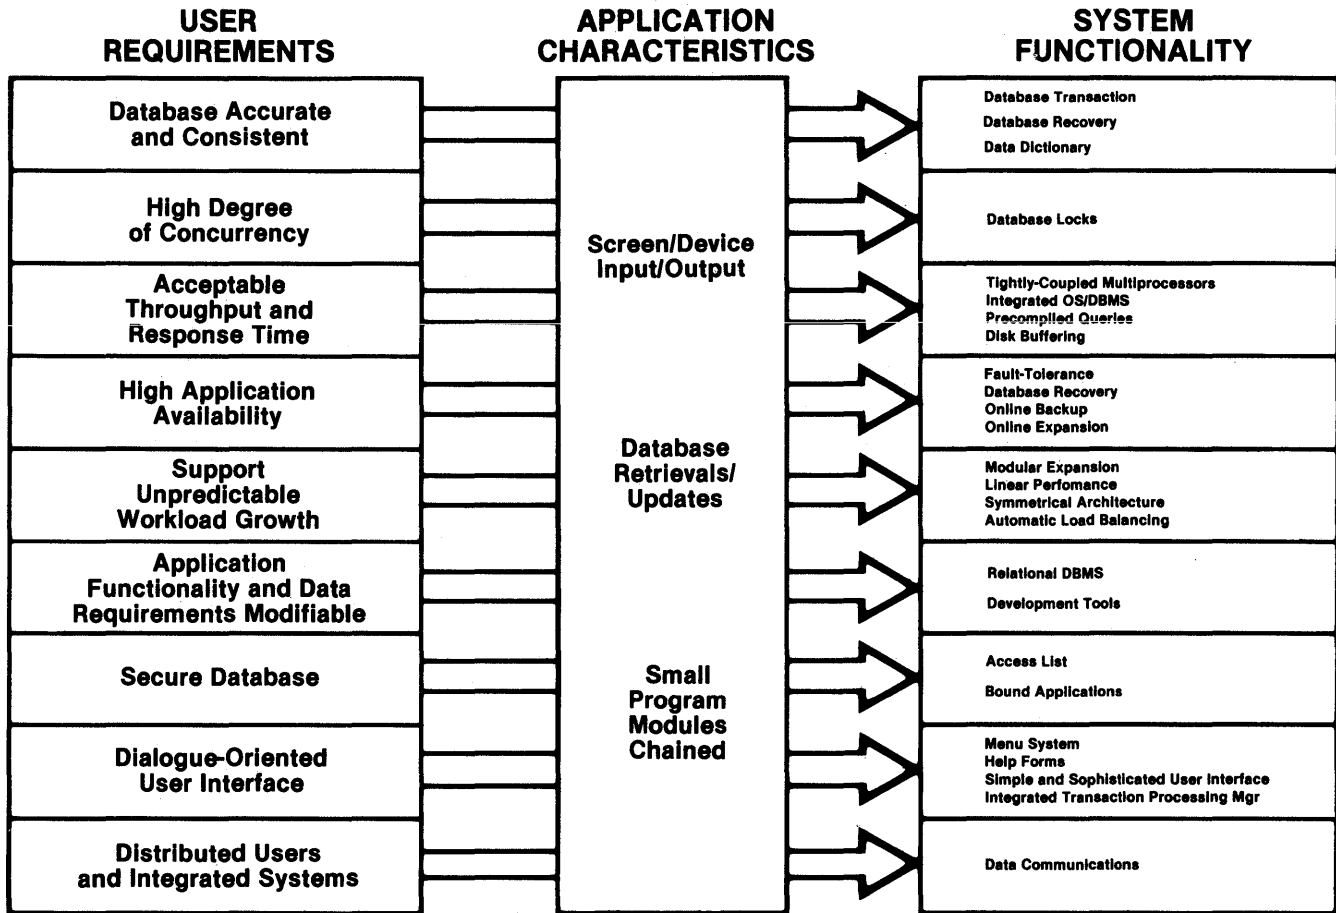 USER
REQUIREMENTS
APPLICATION
CHARACTERISTICS
SYSTEM
FUNCTIONALITY
Database Accurate
and Consistent
High Degree
of Concurrency
Acceptable
Throughput and
Response Time
High Application
Availability
Support
Unpredictable
Workload Growth
Application
Functionality and Data
Requirements Modifiable
Secure Database
Dialogue-Oriented
User Interface
Distributed Users
and Integrated Systems
Screen/Device
Input/Output
Database
Retrievals/
Updates
Small
Program
Modules
Chained
Database Transaction
Database Recovery
Data Dictionary
Database Locks
Tightly-Coupled Multiprocessors
Integrated OS/DBMS
Precompiled Queries
Disk Buffering
Fault-Tolerance
Database Recovery
Online Backup
Online Expansion
Modular Expansion
Linear Perfomance
Symmetrical Architecture
Automatic Load Balancing
Relational DBMS
Development Tools
Access List
Bound Applications
Menu System
Help Forms
Simple and Sophisticated User Interface
Integrated Transaction Processing Mgr
Data Communications